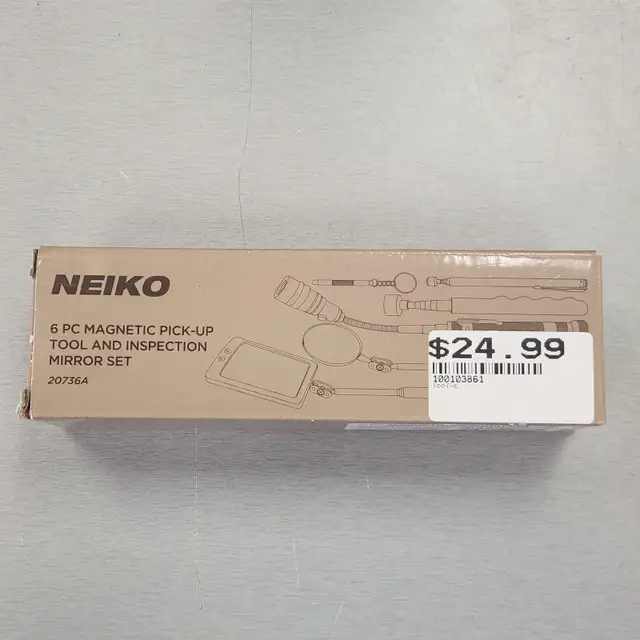 NEIKO
6 PC MAGNETIC PICK-UP
TOOL AND INSPECTION
MIRROR SET
20736A
$24.99
100103861